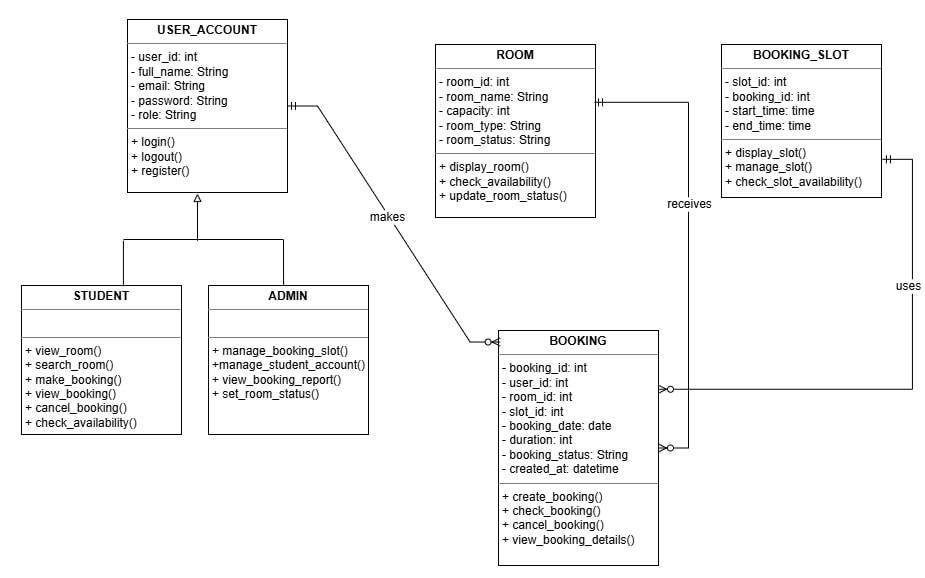 USER_ACCOUNT
- user_id: int
- full_name: String
- email: String
- password: String
- role: String
+ login()
+ logout()
+ register()
ROOM
- room_id: int
- room_name: String
- capacity: int
- room_type: String
- room_status: String
+ display_room()
+ check_availability()
+ update_room_status()
BOOKING_SLOT
- slot_id: int
- booking_id: int
- start_time: time
- end_time: time
+ display_slot()
+ manage_slot()
+ check_slot_availability()
makes
receives
uses
STUDENT
+ view_room()
+ search_room()
+ make_booking()
+ view_booking()
+ cancel_booking()
+ check_availability()
ADMIN
+ manage_booking_slot()
+manage_student_account()
+ view_booking_report()
+ set_room_status()
BOOKING
- booking_id: int
- user_id: int
- room_id: int
- slot_id: int
- booking_date: date
- duration: int
- booking_status: String
- created_at: datetime
+ create_booking()
+ check_booking()
+ cancel_booking()
+ view_booking_details()